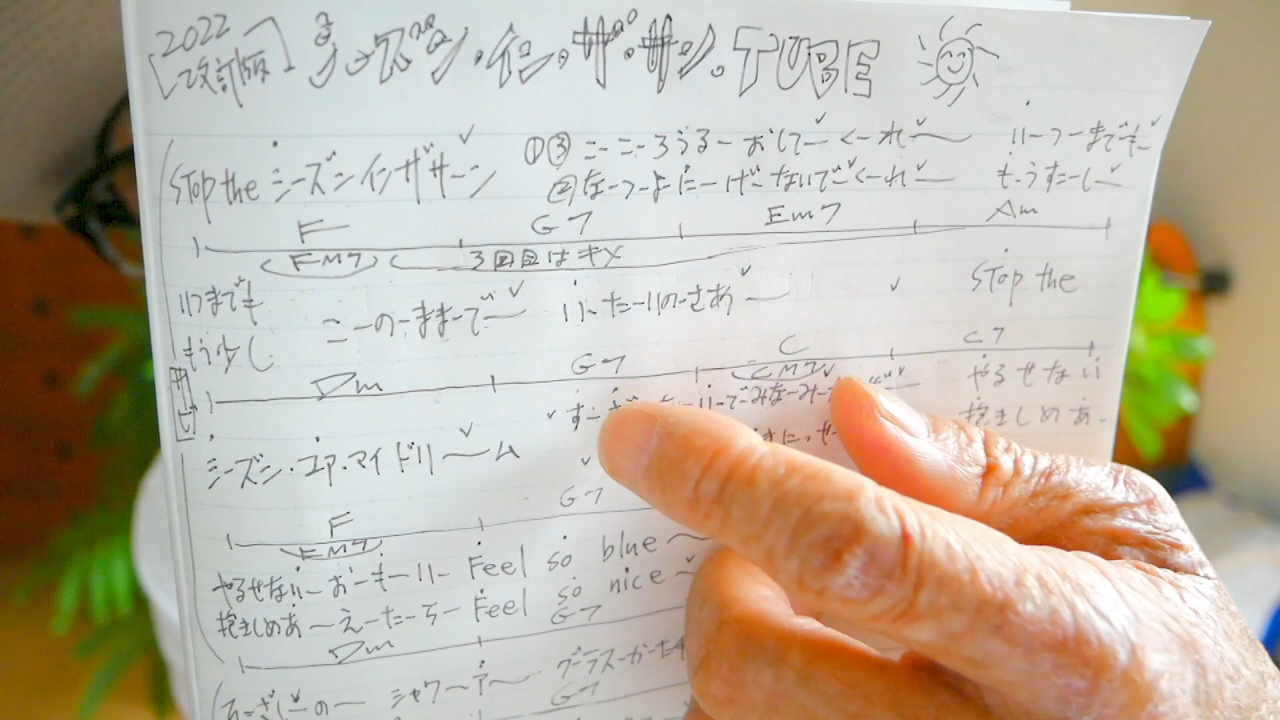 2022 シーズン・イン・ザ・サン。TUBE
改訂版
Stop the シーズンインザサーン ①③こーこーろうるーおしてーくーれー いーつーまでも
②なーつーよにーげーないでーくーれー もーうすこーし
F G7 Em7 Am
FM7 3回目はキメ
いつまでも こーのーままーでー いーたーいのーさあー Stop the
もう少し
Dm G7 C C7
CM7
サビ
シーズン・ユア・マイドリーム やるせない
抱きしめあー
F G7
FM7
やるせないーおーもーいー Feel so blue
抱きしめあーえーたーらー Feel so nice
Dm G7
シャワーアー グラスーかーた
G7